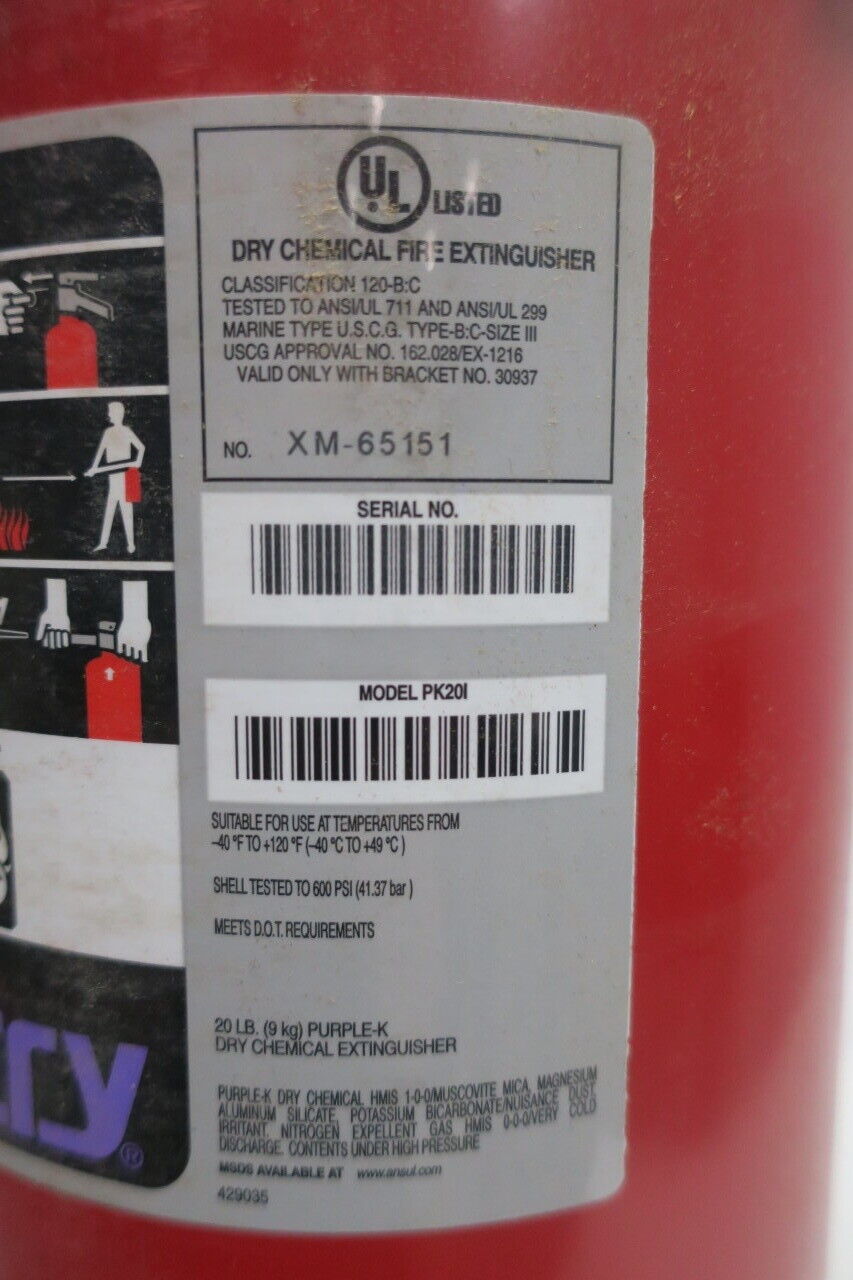 UL® LISTED
DRY CHEMICAL FIRE EXTINGUISHER
CLASSIFICATION 120-B:C
TESTED TO ANSI/UL 711 AND ANSI/UL 299
MARINE TYPE U.S.C.G. TYPE-B:C-SIZE III
USCG APPROVAL NO. 162.028/EX-1216
VALID ONLY WITH BRACKET NO. 30937
NO. XM-65151
SERIAL NO.
MODEL PK20I
SUITABLE FOR USE AT TEMPERATURES FROM
-40 °F TO +120 °F (-40 °C TO +49 °C)
SHELL TESTED TO 600 PSI (41.37 bar)
MEETS D.O.T. REQUIREMENTS
20 LB. (9 kg) PURPLE-K
DRY CHEMICAL EXTINGUISHER
PURPLE-K DRY CHEMICAL HMIS 1-0-0/MUSCOVITE MICA, MAGNESIUM
ALUMINUM SILICATE, POTASSIUM BICARBONATE/NUISANCE DUST
IRRITANT. NITROGEN EXPELLENT GAS HMIS 0-0-0/VERY COLD
DISCHARGE. CONTENTS UNDER HIGH PRESSURE
MSDS AVAILABLE AT www.ansul.com
429035
ry®